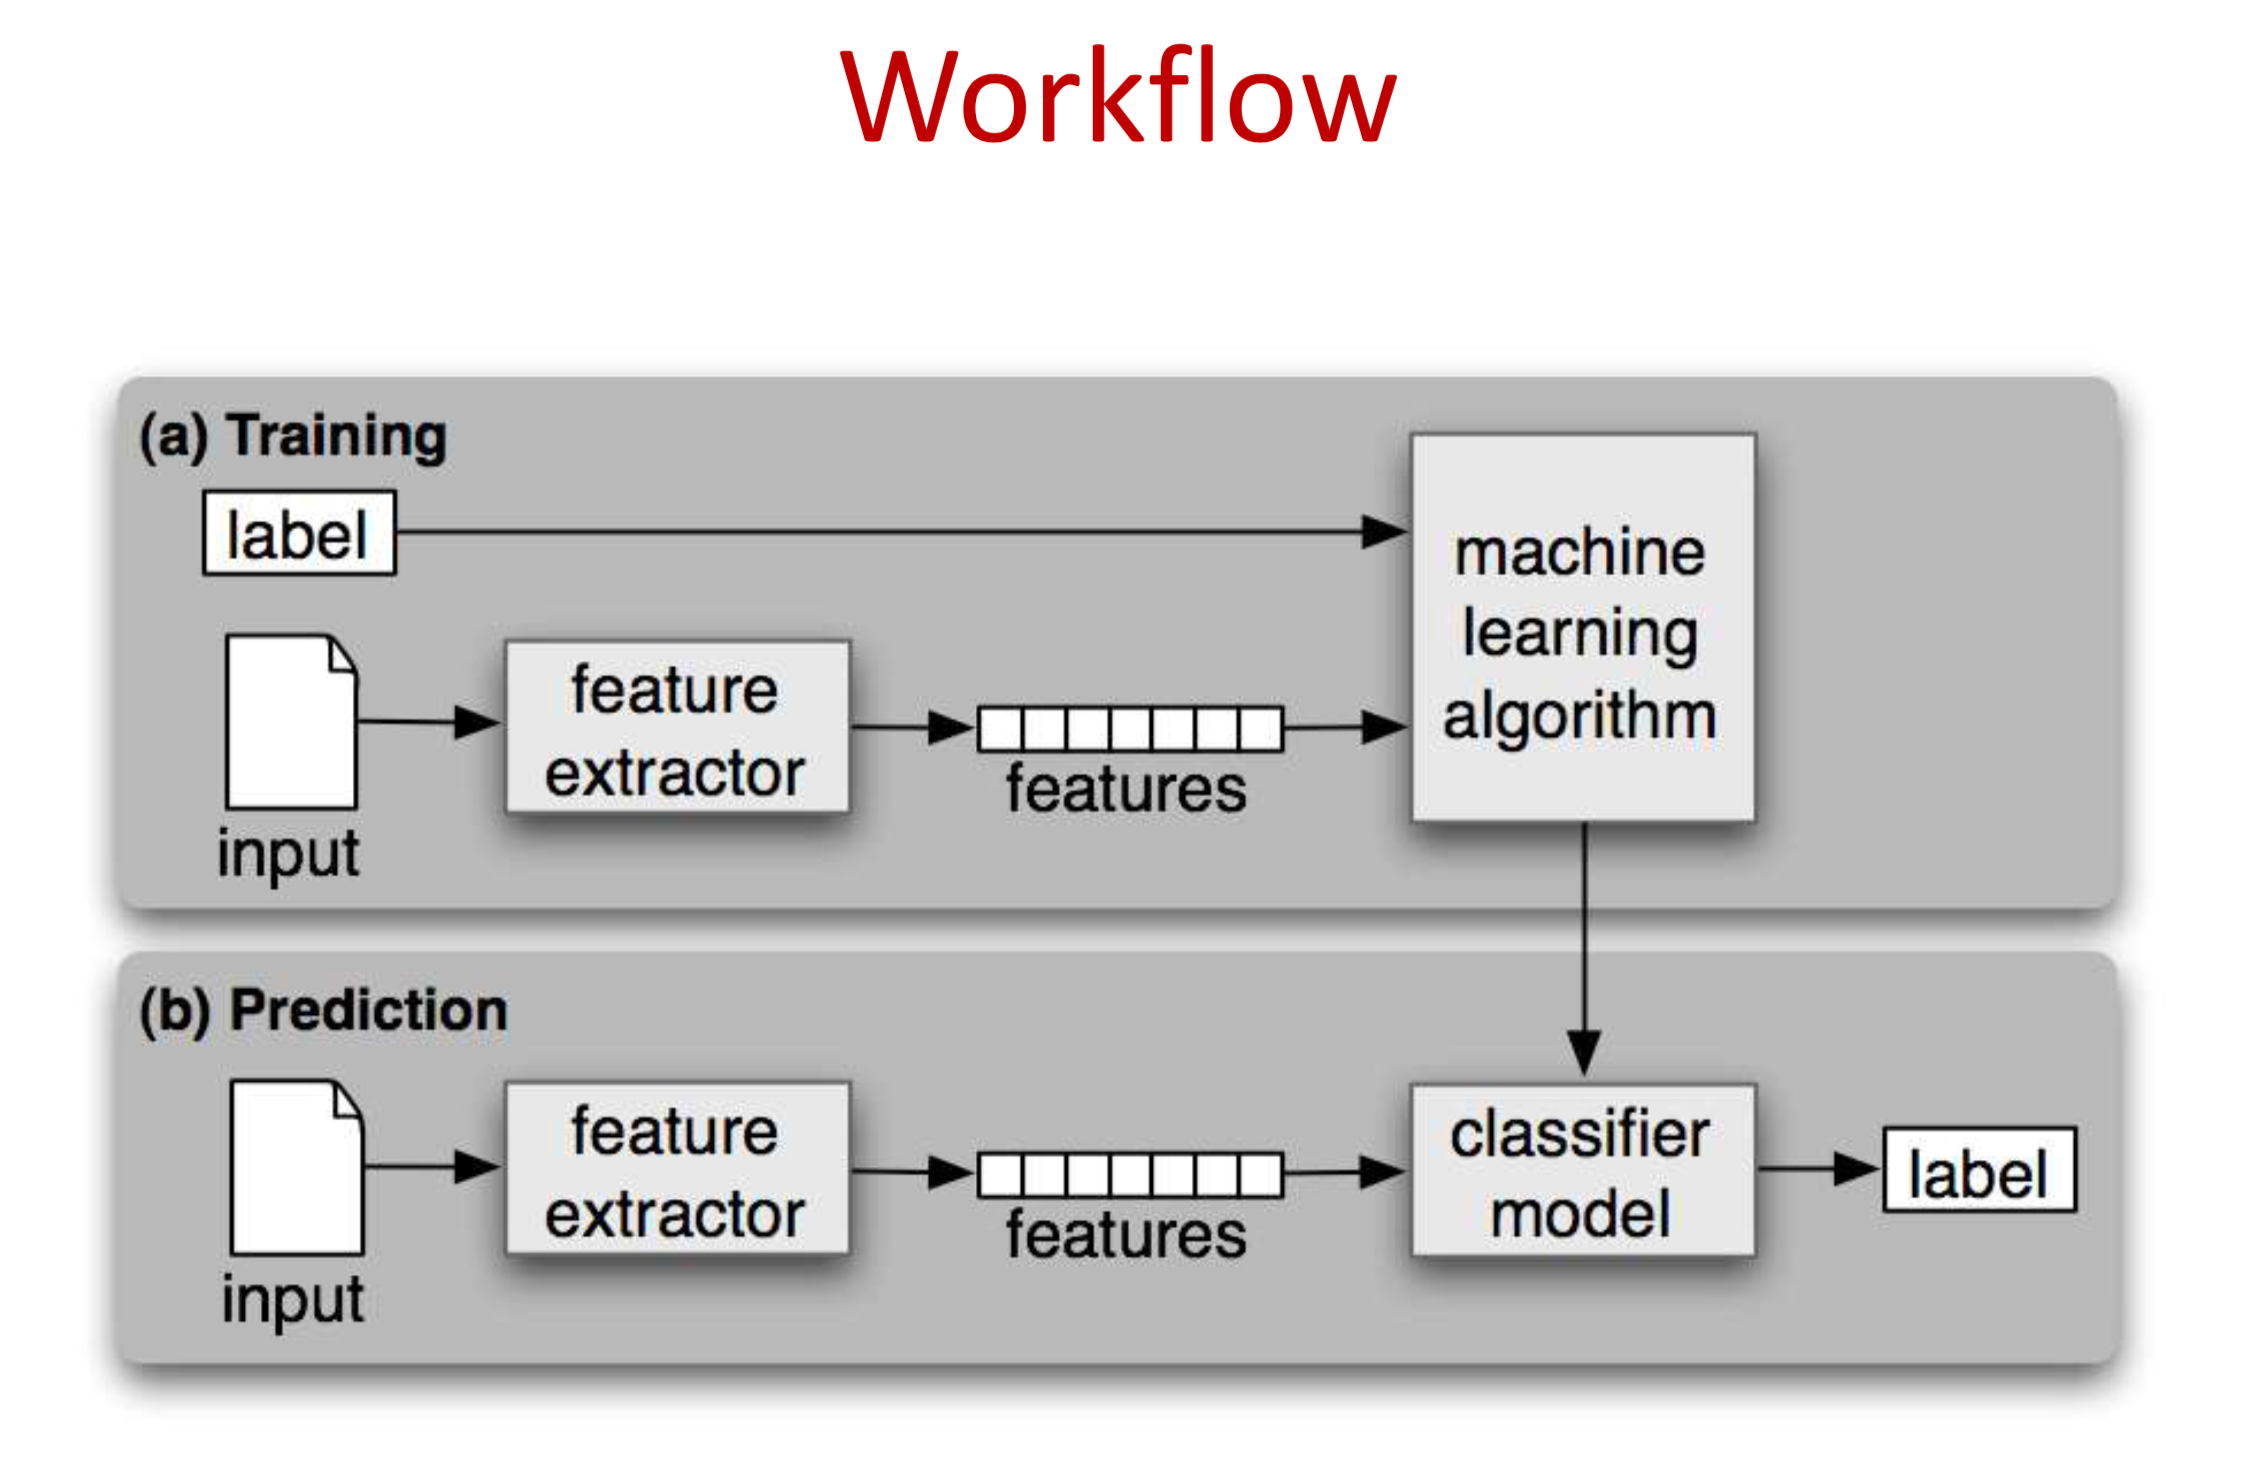 Workflow
(a) Training
label
machine
learning
algorithm
feature
extractor
features
input
(b) Prediction
feature
extractor
features
classifier
model
label
input